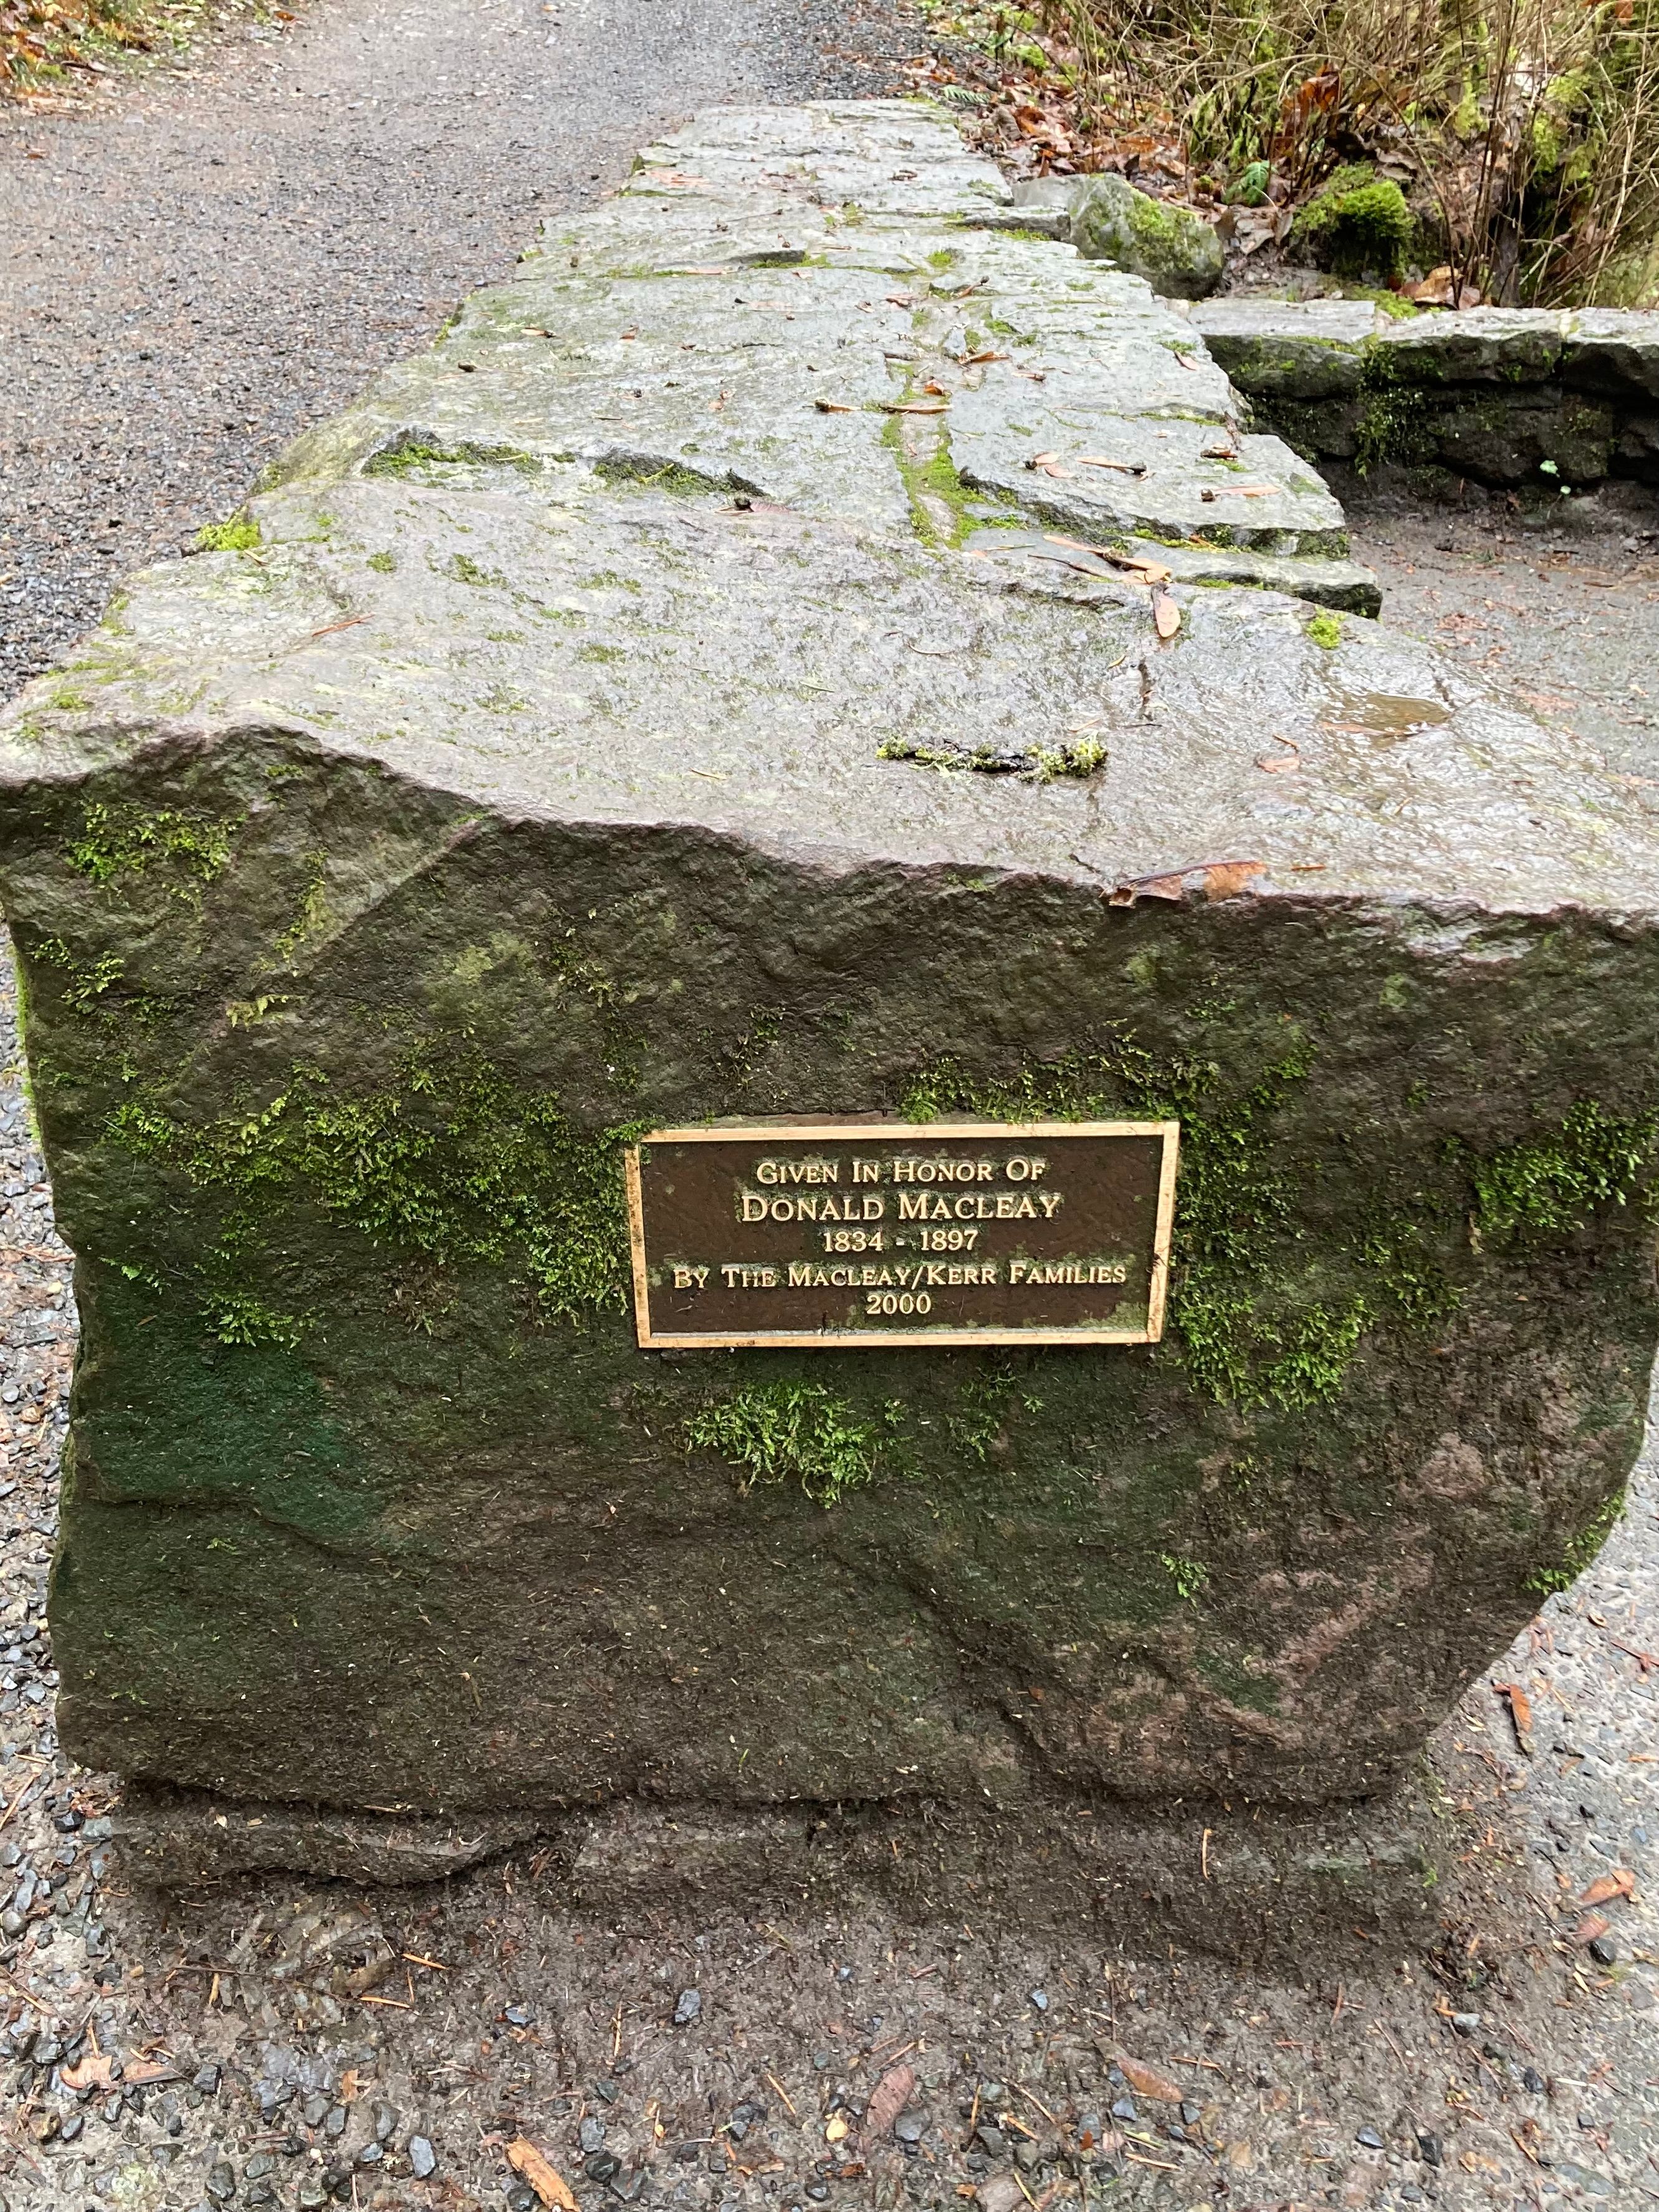 Given In Honor Of
Donald Macleay
1834 - 1897
By The Macleay/Kerr Families
2000